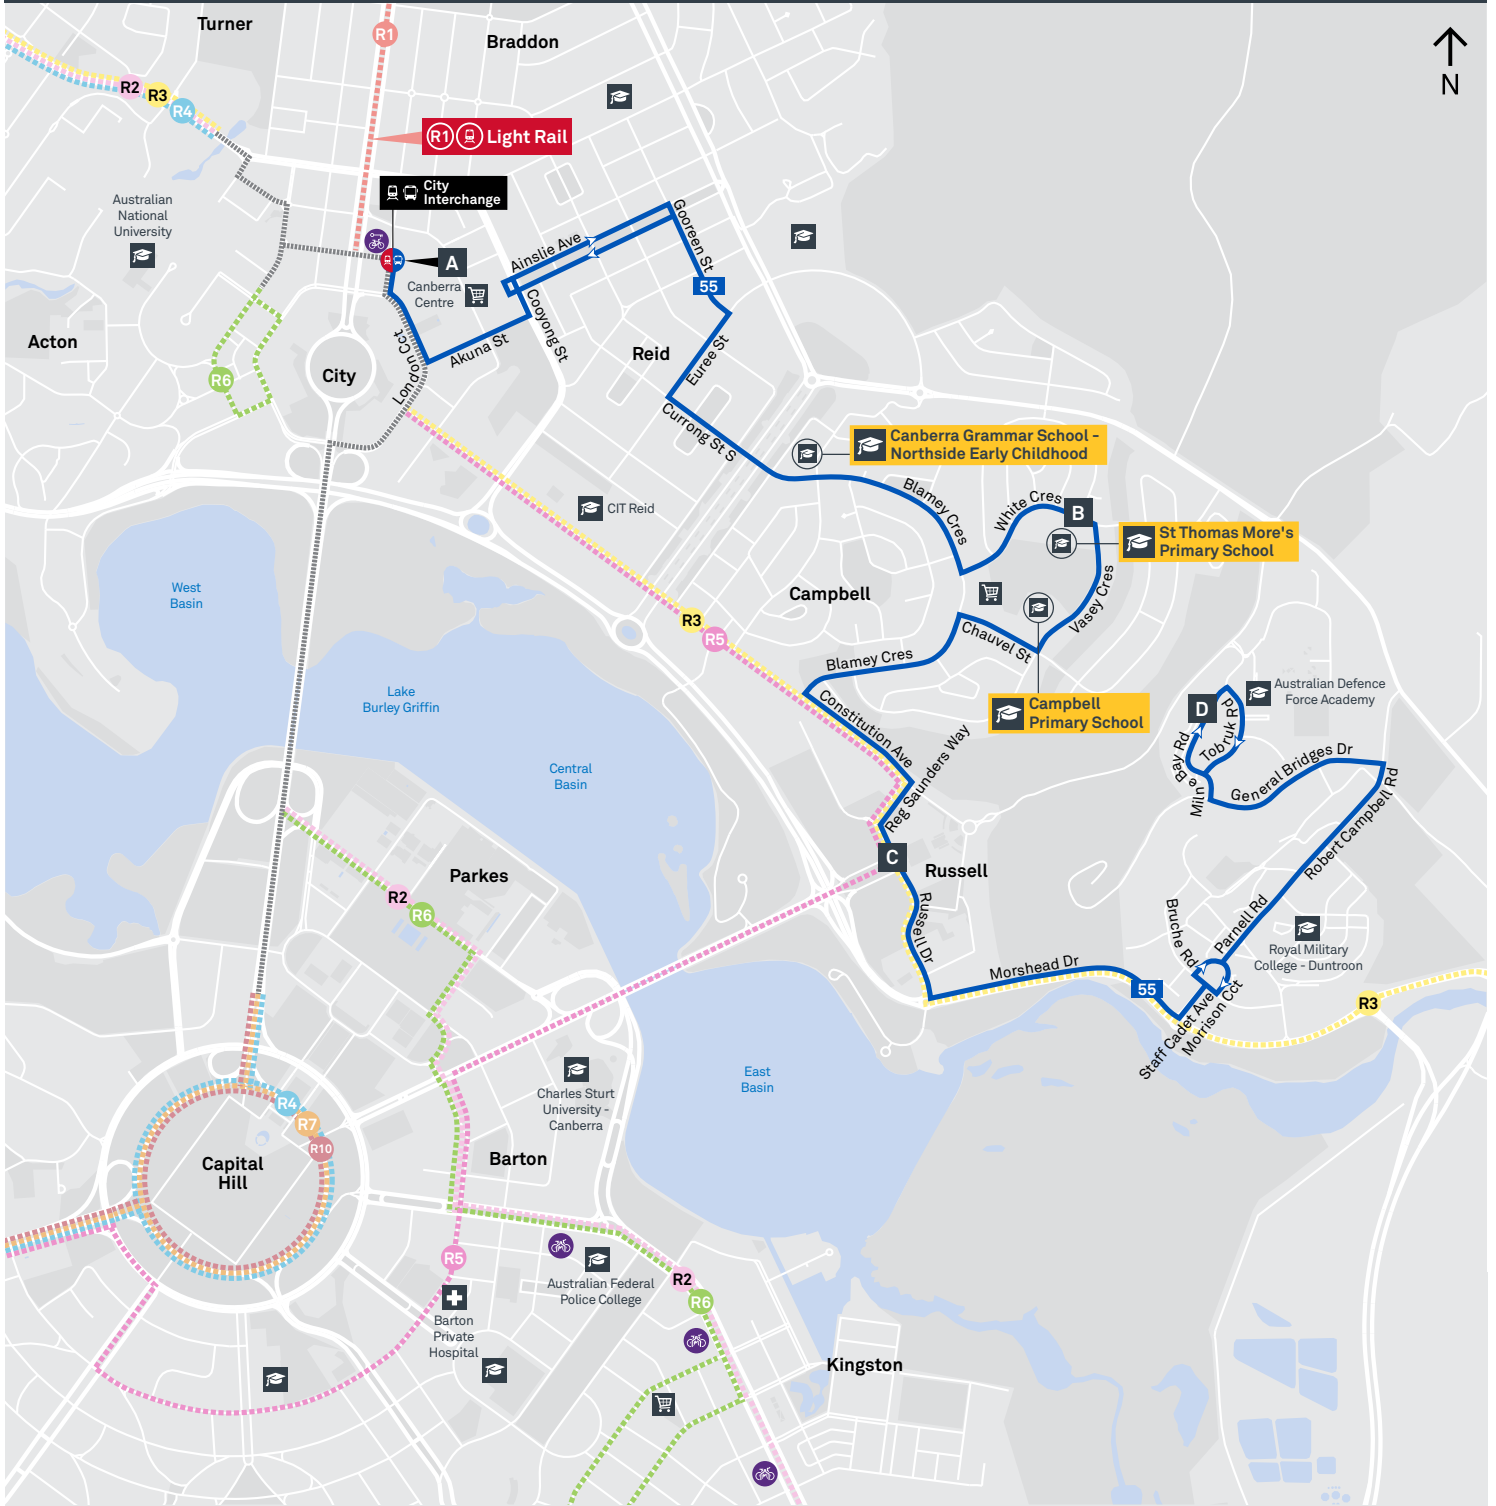 Turner
Braddon
R1
N
R2
R3
R4
R1
Light Rail
City
Interchange
Australian
National
University
A
Ainslie Ave
Gooreen St
55
Canberra
Centre
Cooyong St
Akuna St
London Cct
Acton
City
Reid
Euree St
R6
Currong St S
Canberra Grammar School -
Northside Early Childhood
Blamey Cres
White Cres
B
CIT Reid
St Thomas More's
Primary School
West
Basin
Campbell
Vasey Cres
R3
R5
Chauvel St
Blamey Cres
Lake
Burley Griffin
Constitution Ave
Campbell
Primary School
Australian Defence
Force Academy
D
Tobruk Rd
Milne Bay Rd
General Bridges Dr
Reg Saunders Way
Robert Campbell Rd
Central
Basin
C
Russell
Parkes
R2
R6
Russell Dr
Bruche Rd
Parnell Rd
Royal Military
College - Duntroon
Morshead Dr
55
R3
Staff Cadet Ave
Morrison Cct
East
Basin
Charles Sturt
University -
Canberra
R4
R7
R10
Capital
Hill
Barton
R5
Australian Federal
Police College
R2
R6
Barton
Private
Hospital
Kingston